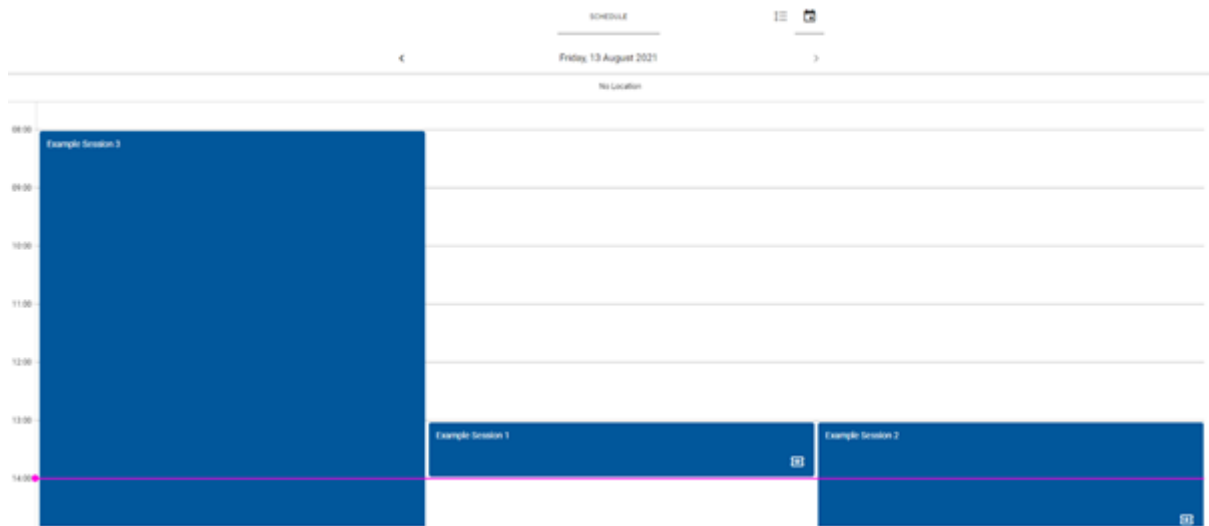 SCHEDULE
Friday, 13 August 2021
No Location
08:00
Example Session 3
09:00
10:00
11:00
12:00
13:00
Example Session 1
Example Session 2
14:00